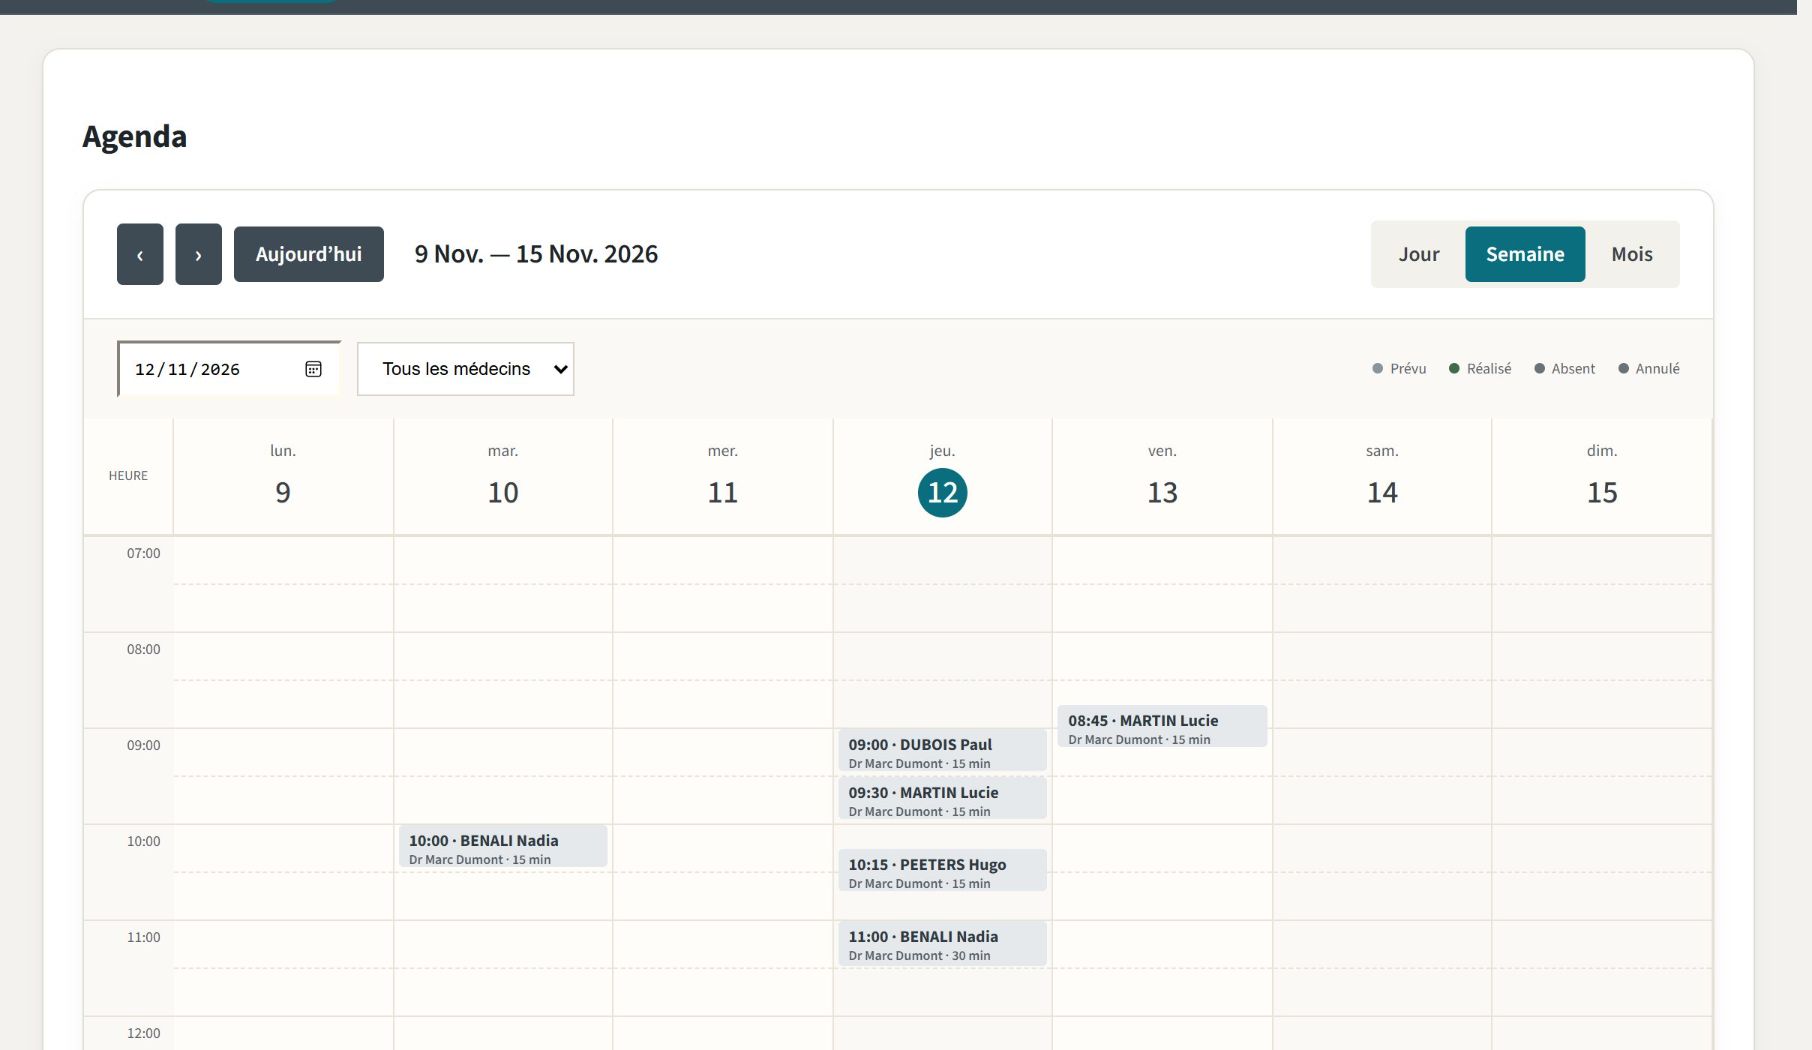 Agenda
‹ › Aujourd’hui 9 Nov. — 15 Nov. 2026 Jour Semaine Mois
12/11/2026 Tous les médecins Prévu Réalisé Absent Annulé
HEURE lun. mar. mer. jeu. ven. sam. dim.
9 10 11 12 13 14 15
07:00
08:00
08:45 · MARTIN Lucie
Dr Marc Dumont · 15 min
09:00
09:00 · DUBOIS Paul
Dr Marc Dumont · 15 min
09:30 · MARTIN Lucie
Dr Marc Dumont · 15 min
10:00
10:00 · BENALI Nadia
Dr Marc Dumont · 15 min
10:15 · PEETERS Hugo
Dr Marc Dumont · 15 min
11:00
11:00 · BENALI Nadia
Dr Marc Dumont · 30 min
12:00